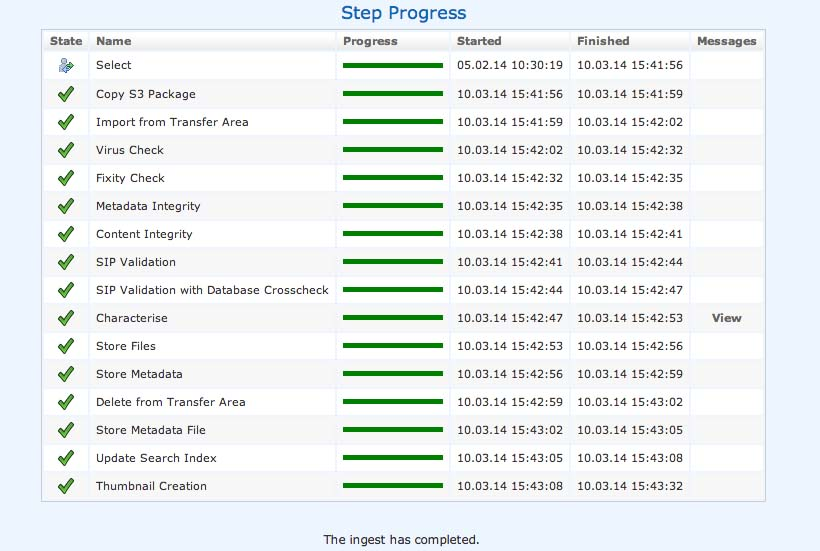 Step Progress
State Name Progress Started Finished Messages
Select 05.02.14 10:30:19 10.03.14 15:41:56
Copy S3 Package 10.03.14 15:41:56 10.03.14 15:41:59
Import from Transfer Area 10.03.14 15:41:59 10.03.14 15:42:02
Virus Check 10.03.14 15:42:02 10.03.14 15:42:32
Fixity Check 10.03.14 15:42:32 10.03.14 15:42:35
Metadata Integrity 10.03.14 15:42:35 10.03.14 15:42:38
Content Integrity 10.03.14 15:42:38 10.03.14 15:42:41
SIP Validation 10.03.14 15:42:41 10.03.14 15:42:44
SIP Validation with Database Crosscheck 10.03.14 15:42:44 10.03.14 15:42:47
Characterise 10.03.14 15:42:47 10.03.14 15:42:53 View
Store Files 10.03.14 15:42:53 10.03.14 15:42:56
Store Metadata 10.03.14 15:42:56 10.03.14 15:42:59
Delete from Transfer Area 10.03.14 15:42:59 10.03.14 15:43:02
Store Metadata File 10.03.14 15:43:02 10.03.14 15:43:05
Update Search Index 10.03.14 15:43:05 10.03.14 15:43:08
Thumbnail Creation 10.03.14 15:43:08 10.03.14 15:43:32
The ingest has completed.